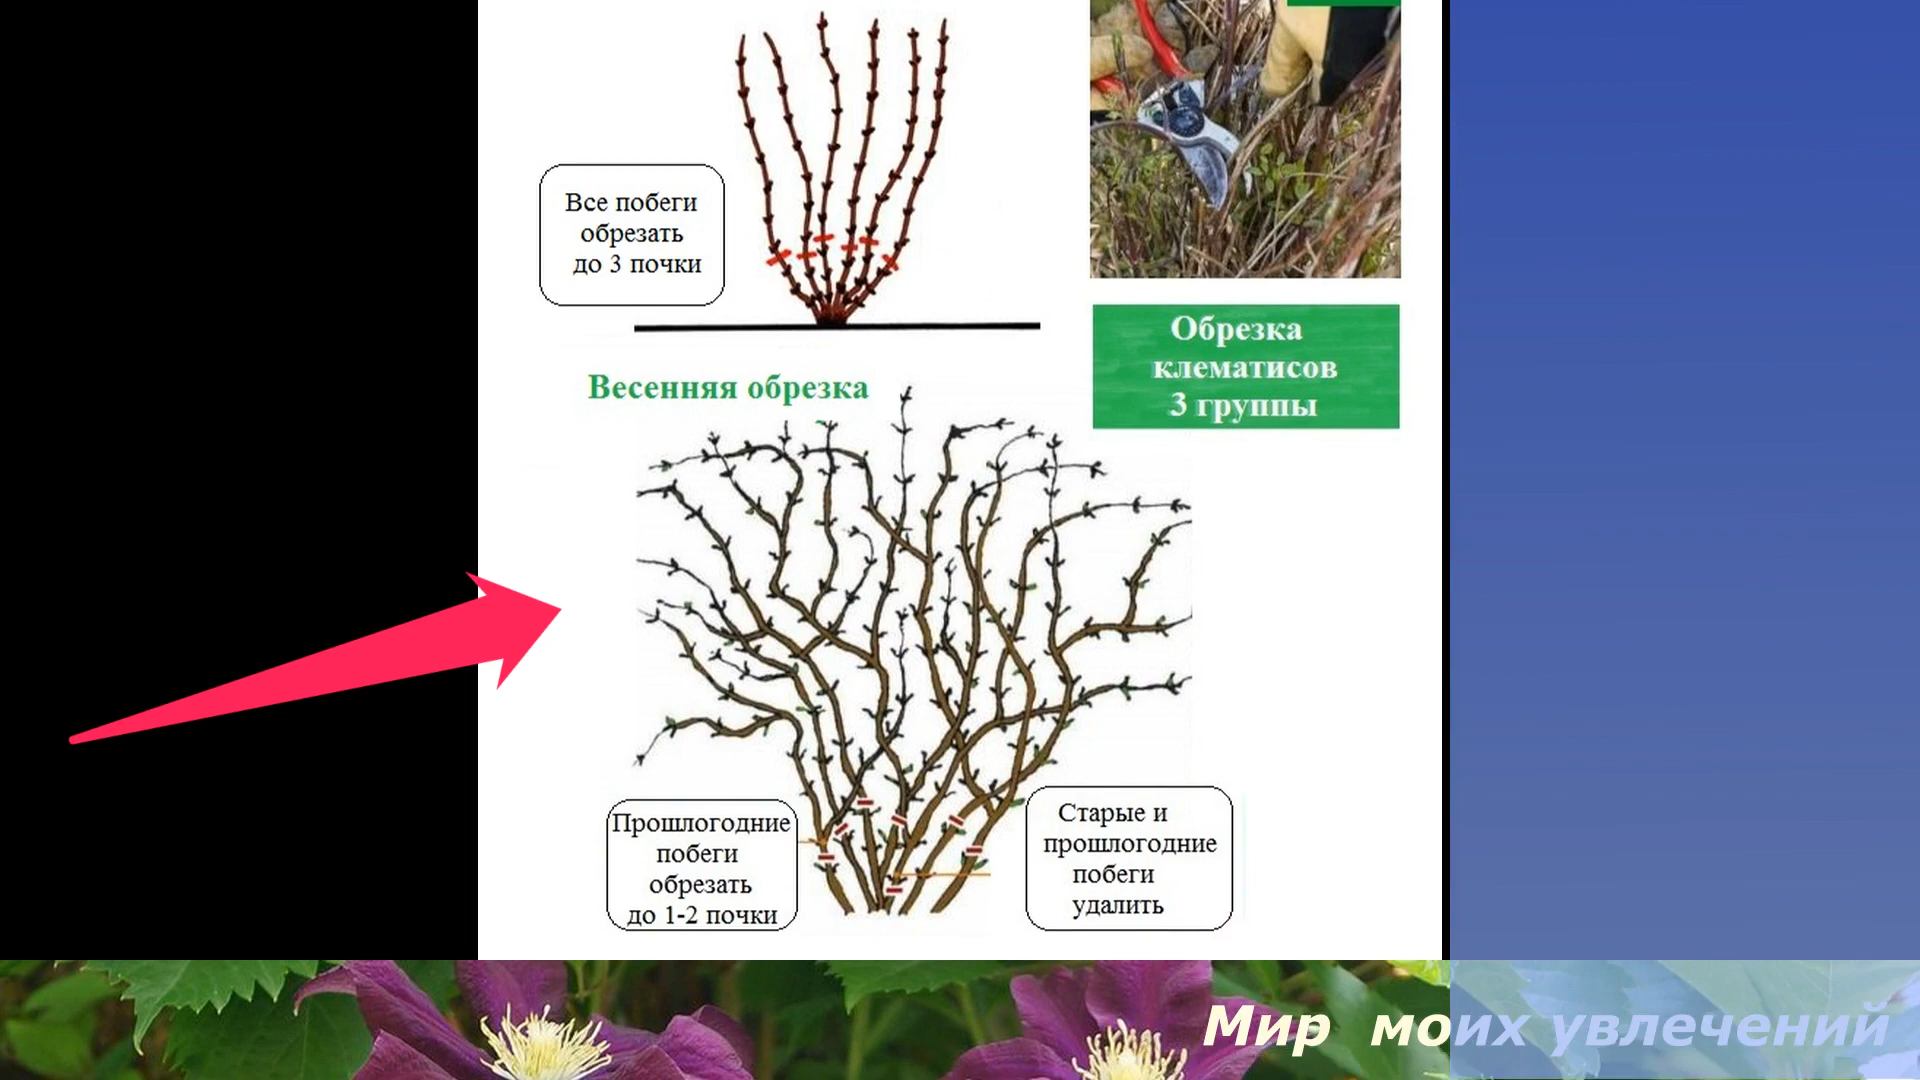 Все побеги
обрезать
до 3 почки
Обрезка
клематисов
3 группы
Весенняя обрезка
Прошлогодние
побеги
обрезать
до 1-2 почки
Старые и
прошлогодние
побеги
удалить
Мир моих увлечений